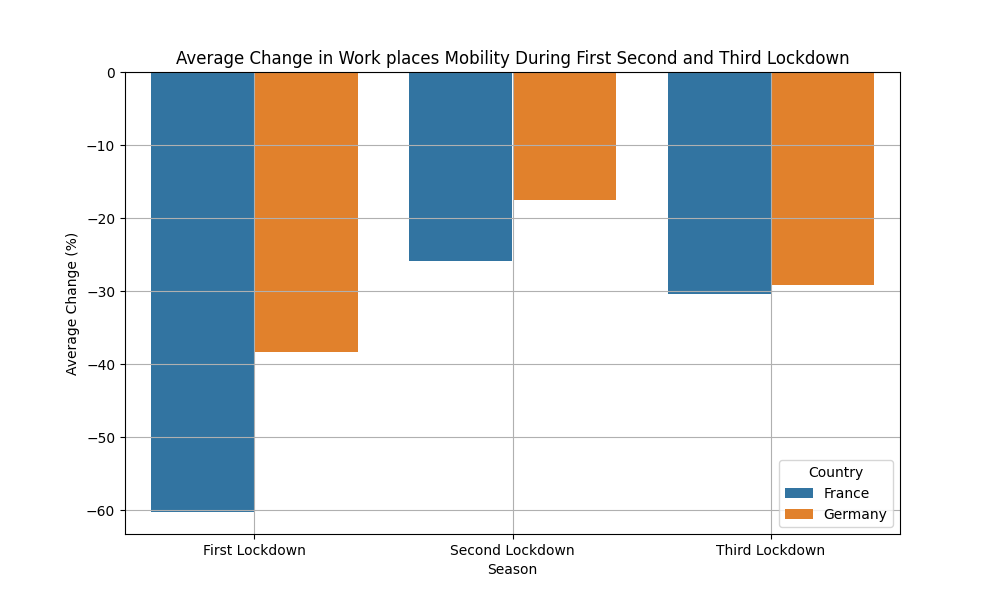 Average Change in Work places Mobility During First Second and Third Lockdown
0
−10
−20
−30
−40
−50
−60
Average Change (%)
First Lockdown
Second Lockdown
Third Lockdown
Season
Country
France
Germany